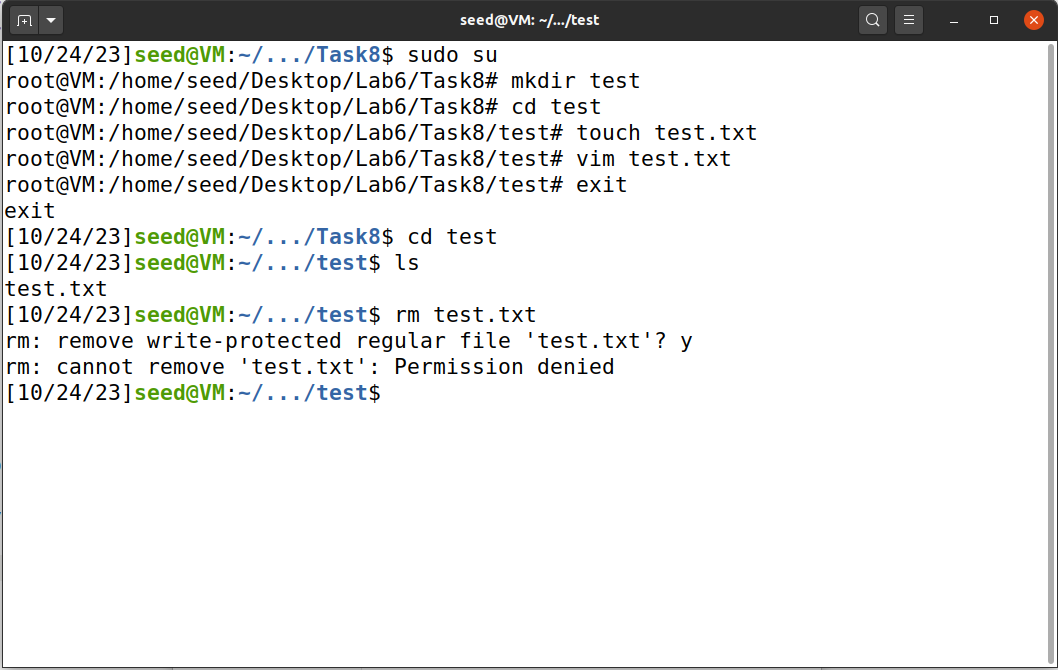 seed@VM: ~/.../test
[10/24/23]seed@VM:~/.../Task8$ sudo su
root@VM:/home/seed/Desktop/Lab6/Task8# mkdir test
root@VM:/home/seed/Desktop/Lab6/Task8# cd test
root@VM:/home/seed/Desktop/Lab6/Task8/test# touch test.txt
root@VM:/home/seed/Desktop/Lab6/Task8/test# vim test.txt
root@VM:/home/seed/Desktop/Lab6/Task8/test# exit
exit
[10/24/23]seed@VM:~/.../Task8$ cd test
[10/24/23]seed@VM:~/.../test$ ls
test.txt
[10/24/23]seed@VM:~/.../test$ rm test.txt
rm: remove write-protected regular file 'test.txt'? y
rm: cannot remove 'test.txt': Permission denied
[10/24/23]seed@VM:~/.../test$